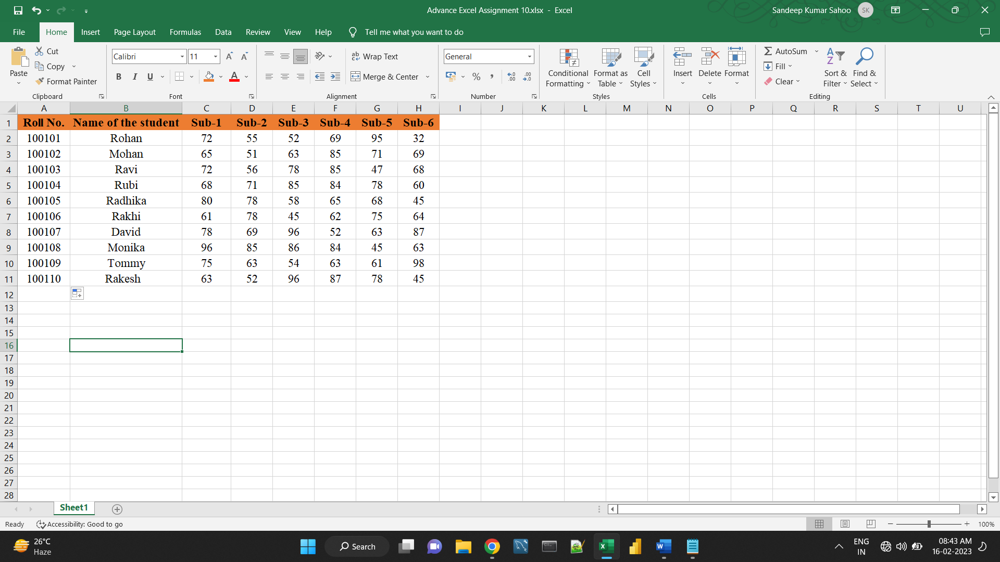 Advance Excel Assignment 10.xlsx - Excel
Sandeep Kumar Sahoo SK
File Home Insert Page Layout Formulas Data Review View Help Tell me what you want to do
Paste
Cut
Copy
Format Painter
Clipboard
Calibri 11
B I U
Font
Wrap Text
Merge & Center
Alignment
General
Number
Conditional Formatting
Format as Table
Cell Styles
Styles
Insert Delete Format
Cells
AutoSum
Fill
Clear
Sort & Filter
Find & Select
Editing
A B C D E F G H I J K L M N O P Q R S T U
1 Roll No. Name of the student Sub-1 Sub-2 Sub-3 Sub-4 Sub-5 Sub-6
2 100101 Rohan 72 55 52 69 95 32
3 100102 Mohan 65 51 63 85 71 69
4 100103 Ravi 72 56 78 85 47 68
5 100104 Rubi 68 71 85 84 78 60
6 100105 Radhika 80 78 58 65 68 45
7 100106 Rakhi 61 78 45 62 75 64
8 100107 David 78 69 96 52 63 87
9 100108 Monika 96 85 86 84 45 63
10 100109 Tommy 75 63 54 63 61 98
11 100110 Rakesh 63 52 96 87 78 45
12
13
14
15
16
17
18
19
20
21
22
23
24
25
26
27
28
Sheet1
Ready Accessibility: Good to go 100%
26°C
Haze
Search
ENG
IN
08:43 AM
16-02-2023